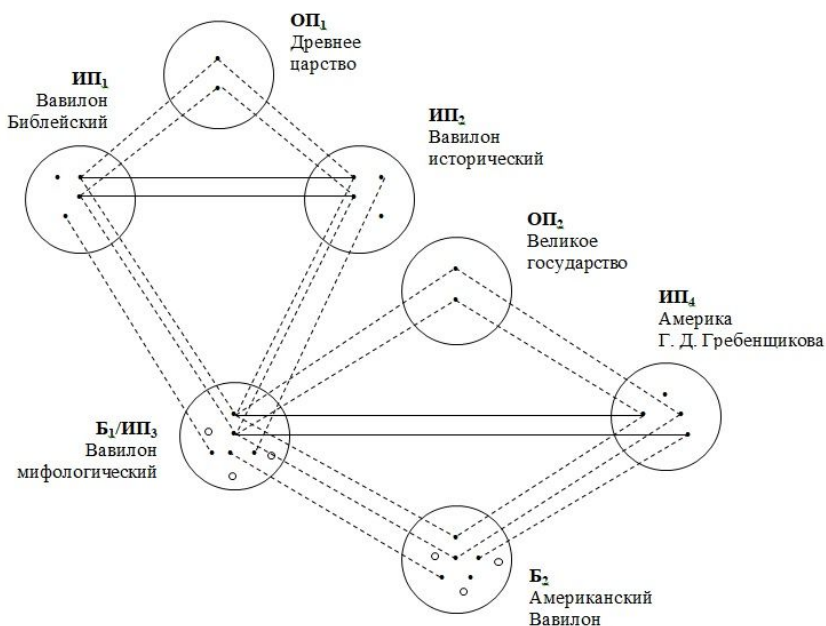 ОП₁
Древнее
царство
ИП₁
Вавилон
Библейский
ИП₂
Вавилон
исторический
ОП₂
Великое
государство
ИП₄
Америка
Г. Д. Гребенщикова
Б₁/ИП₃
Вавилон
мифологический
Б₂
Американский
Вавилон